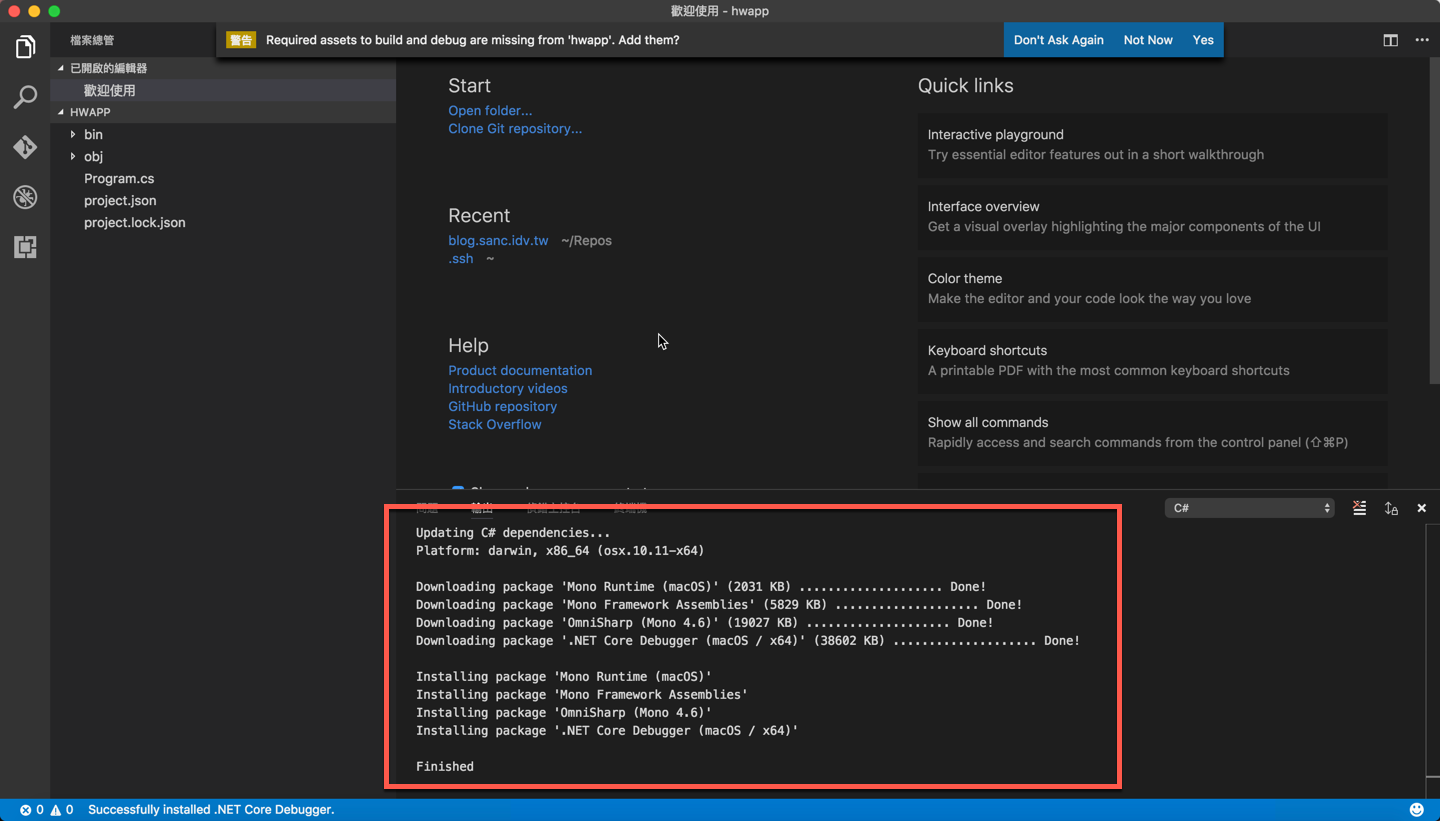 歡迎使用 - hwapp
檔案總管
警告 Required assets to build and debug are missing from 'hwapp'. Add them?
Don't Ask Again Not Now Yes
已開啟的編輯器
歡迎使用
HWAPP
bin
obj
Program.cs
project.json
project.lock.json
Start
Open folder...
Clone Git repository...
Recent
blog.sanc.idv.tw ~/Repos
.ssh ~
Help
Product documentation
Introductory videos
GitHub repository
Stack Overflow
Quick links
Interactive playground
Try essential editor features out in a short walkthrough
Interface overview
Get a visual overlay highlighting the major components of the UI
Color theme
Make the editor and your code look the way you love
Keyboard shortcuts
A printable PDF with the most common keyboard shortcuts
Show all commands
Rapidly access and search commands from the control panel (⇧⌘P)
C#
Updating C# dependencies...
Platform: darwin, x86_64 (osx.10.11-x64)
Downloading package 'Mono Runtime (macOS)' (2031 KB) .................... Done!
Downloading package 'Mono Framework Assemblies' (5829 KB) .................... Done!
Downloading package 'OmniSharp (Mono 4.6)' (19027 KB) .................... Done!
Downloading package '.NET Core Debugger (macOS / x64)' (38602 KB) .................... Done!
Installing package 'Mono Runtime (macOS)'
Installing package 'Mono Framework Assemblies'
Installing package 'OmniSharp (Mono 4.6)'
Installing package '.NET Core Debugger (macOS / x64)'
Finished
0 0 Successfully installed .NET Core Debugger.